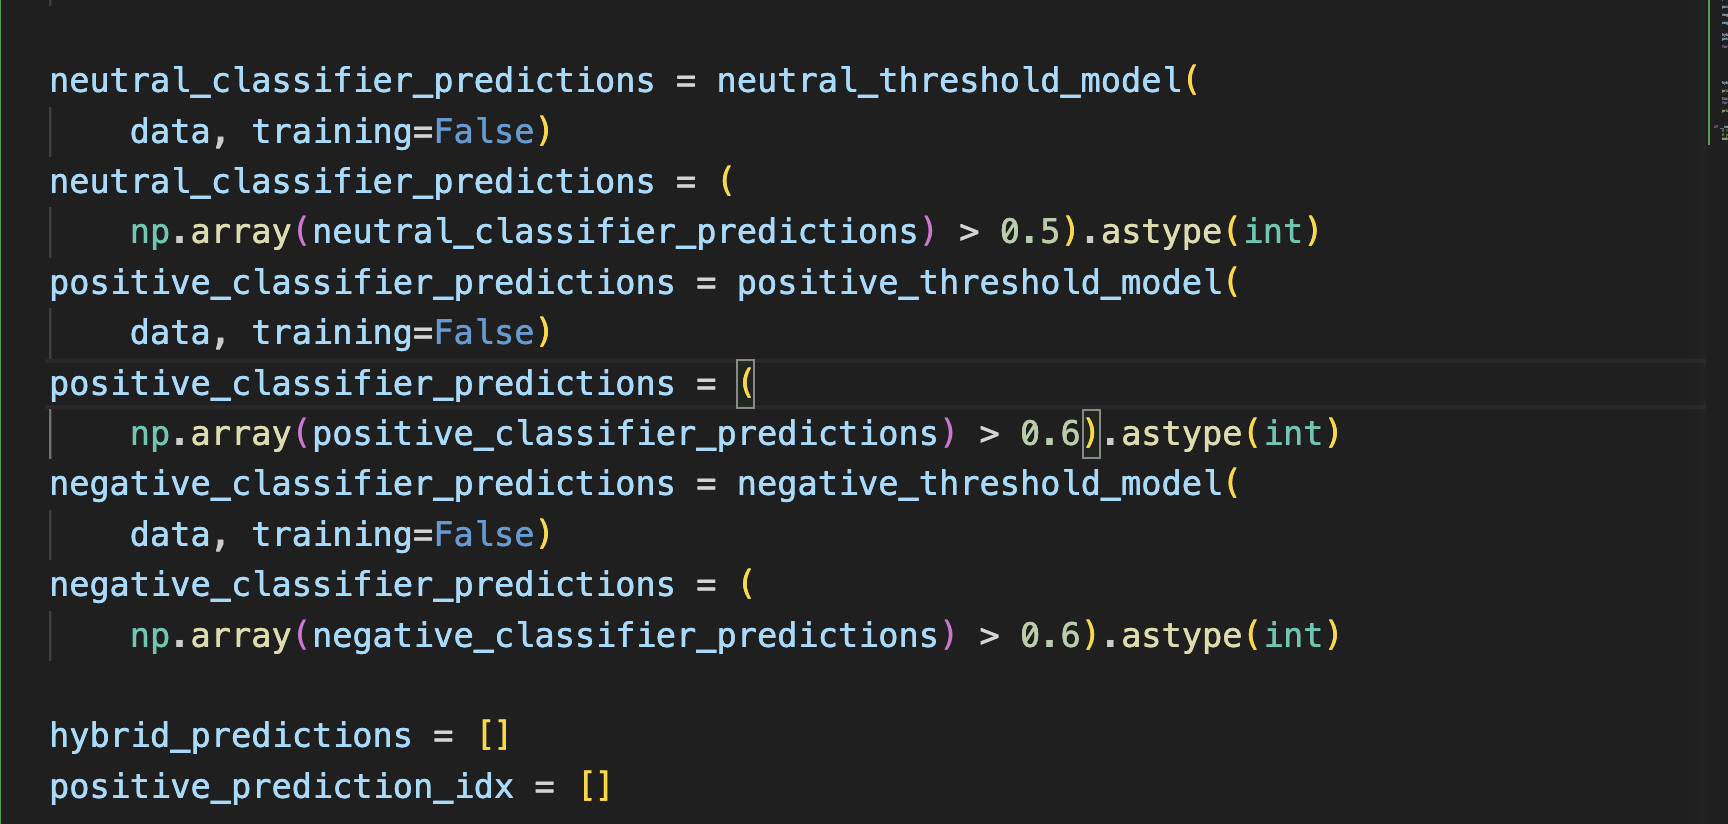 neutral_classifier_predictions = neutral_threshold_model(
    data, training=False)
neutral_classifier_predictions = (
    np.array(neutral_classifier_predictions) > 0.5).astype(int)
positive_classifier_predictions = positive_threshold_model(
    data, training=False)
positive_classifier_predictions = (
    np.array(positive_classifier_predictions) > 0.6).astype(int)
negative_classifier_predictions = negative_threshold_model(
    data, training=False)
negative_classifier_predictions = (
    np.array(negative_classifier_predictions) > 0.6).astype(int)
hybrid_predictions = []
positive_prediction_idx = []